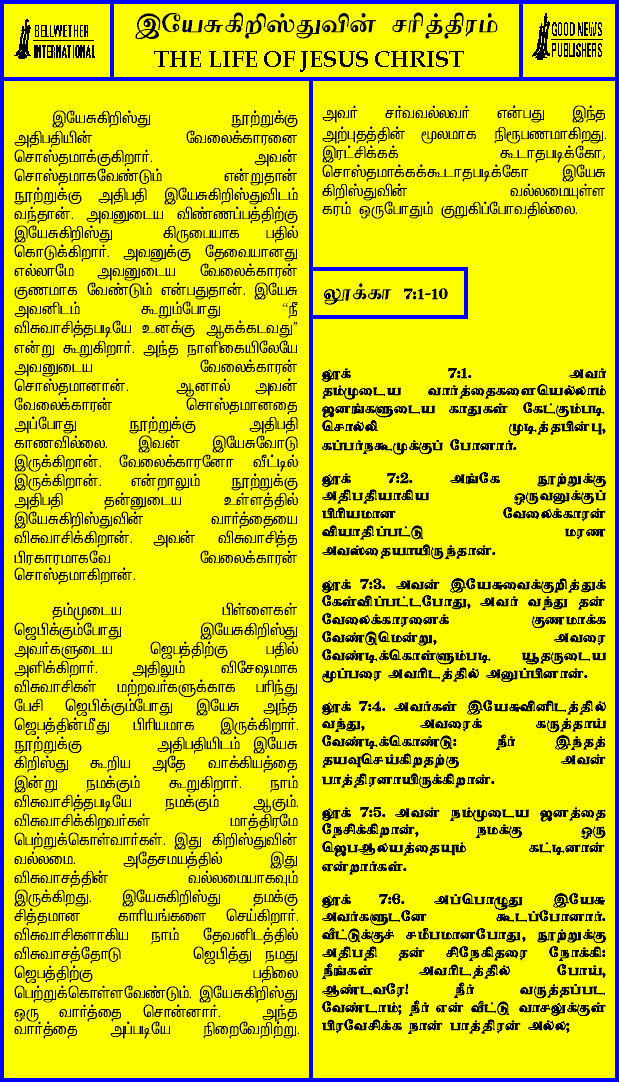 BELLWETHER
INTERNATIONAL
இயேசுகிறிஸ்துவின் சரித்திரம்
THE LIFE OF JESUS CHRIST
GOOD NEWS
PUBLISHERS
இயேசுகிறிஸ்து நூற்றுக்கு
அதிபதியின் வேலைக்காரனை
சொஸ்தமாக்குகிறார். அவன்
சொஸ்தமாகவேண்டும் என்றுதான்
நூற்றுக்கு அதிபதி இயேசுகிறிஸ்துவிடம்
வந்தான். அவனுடைய விண்ணப்பத்திற்கு
இயேசுகிறிஸ்து கிருபையாக பதில்
கொடுக்கிறார். அவனுக்கு தேவையானது
எல்லாமே அவனுடைய வேலைக்காரன்
குணமாக வேண்டும் என்பதுதான். இயேசு
அவனிடம் கூறும்போது “நீ
விசுவாசித்தபடியே உனக்கு ஆகக்கடவது”
என்று கூறுகிறார். அந்த நாளிகையிலேயே
அவனுடைய வேலைக்காரன்
சொஸ்தமானான். ஆனால் அவன்
வேலைக்காரன் சொஸ்தமானதை
அப்போது நூற்றுக்கு அதிபதி
காணவில்லை. இவன் இயேசுவோடு
இருக்கிறான். வேலைக்காரனோ வீட்டில்
இருக்கிறான். என்றாலும் நூற்றுக்கு
அதிபதி தன்னுடைய உள்ளத்தில்
இயேசுகிறிஸ்துவின் வார்த்தையை
விசுவாசிக்கிறான். அவன் விசுவாசித்த
பிரகாரமாகவே வேலைக்காரன்
சொஸ்தமாகிறான்.
தம்முடைய பிள்ளைகள்
ஜெபிக்கும்போது இயேசுகிறிஸ்து
அவர்களுடைய ஜெபத்திற்கு பதில்
அளிக்கிறார். அதிலும் விசேஷமாக
விசுவாசிகள் மற்றவர்களுக்காக பரிந்து
பேசி ஜெபிக்கும்போது இயேசு அந்த
ஜெபத்தின்மீது பிரியமாக இருக்கிறார்.
நூற்றுக்கு அதிபதியிடம் இயேசு
கிறிஸ்து கூறிய அதே வாக்கியத்தை
இன்று நமக்கும் கூறுகிறார். நாம்
விசுவாசித்தபடியே நமக்கும் ஆகும்.
விசுவாசிக்கிறவர்கள் மாத்திரமே
பெற்றுக்கொள்வார்கள். இது கிறிஸ்துவின்
வல்லமை. அதேசமயத்தில் இது
விசுவாசத்தின் வல்லமையாகவும்
இருக்கிறது. இயேசுகிறிஸ்து தமக்கு
சித்தமான காரியங்களை செய்கிறார்.
விசுவாசிகளாகிய நாம் தேவனிடத்தில்
விசுவாசத்தோடு ஜெபித்து நமது
ஜெபத்திற்கு பதிலை
பெற்றுக்கொள்ளவேண்டும். இயேசுகிறிஸ்து
ஒரு வார்த்தை சொன்னார். அந்த
வார்த்தை அப்படியே நிறைவேறிற்று.
அவர் சர்வவல்லவர் என்பது இந்த
அற்புதத்தின் மூலமாக நிரூபணமாகிறது.
இரட்சிக்கக் கூடாதபடிக்கோ,
சொஸ்தமாக்கக்கூடாதபடிக்கோ இயேசு
கிறிஸ்துவின் வல்லமையுள்ள
கரம் ஒருபோதும் குறுகிப்போவதில்லை.
லூக்கா 7:1-10
லூக் 7:1. அவர்
தம்முடைய வார்த்தைகளையெல்லாம்
ஜனங்களுடைய காதுகள் கேட்கும்படி
சொல்லி முடித்தபின்பு,
கப்பர்நகூமுக்குப் போனார்.
லூக் 7:2. அங்கே நூற்றுக்கு
அதிபதியாகிய ஒருவனுக்குப்
பிரியமான வேலைக்காரன்
வியாதிப்பட்டு மரண
அவஸ்தையாயிருந்தான்.
லூக் 7:3. அவன் இயேசுவைக்குறித்துக்
கேள்விப்பட்டபோது, அவர் வந்து தன்
வேலைக்காரனைக் குணமாக்க
வேண்டுமென்று, அவரை
வேண்டிக்கொள்ளும்படி யூதருடைய
மூப்பரை அவரிடத்தில் அனுப்பினான்.
லூக் 7:4. அவர்கள் இயேசுவினிடத்தில்
வந்து, அவரைக் கருத்தாய்
வேண்டிக்கொண்டு: நீர் இந்தத்
தயவுசெய்கிறதற்கு அவன்
பாத்திரனாயிருக்கிறான்.
லூக் 7:5. அவன் நம்முடைய ஜனத்தை
நேசிக்கிறான், நமக்கு ஒரு
ஜெபஆலயத்தையும் கட்டினான்
என்றார்கள்.
லூக் 7:6. அப்பொழுது இயேசு
அவர்களுடனே கூடப்போனார்.
வீட்டுக்குச் சமீபமானபோது, நூற்றுக்கு
அதிபதி தன் சிநேகிதரை நோக்கி:
நீங்கள் அவரிடத்தில் போய்,
ஆண்டவரே! நீர் வருத்தப்பட
வேண்டாம்; நீர் என் வீட்டு வாசலுக்குள்
பிரவேசிக்க நான் பாத்திரன் அல்ல;